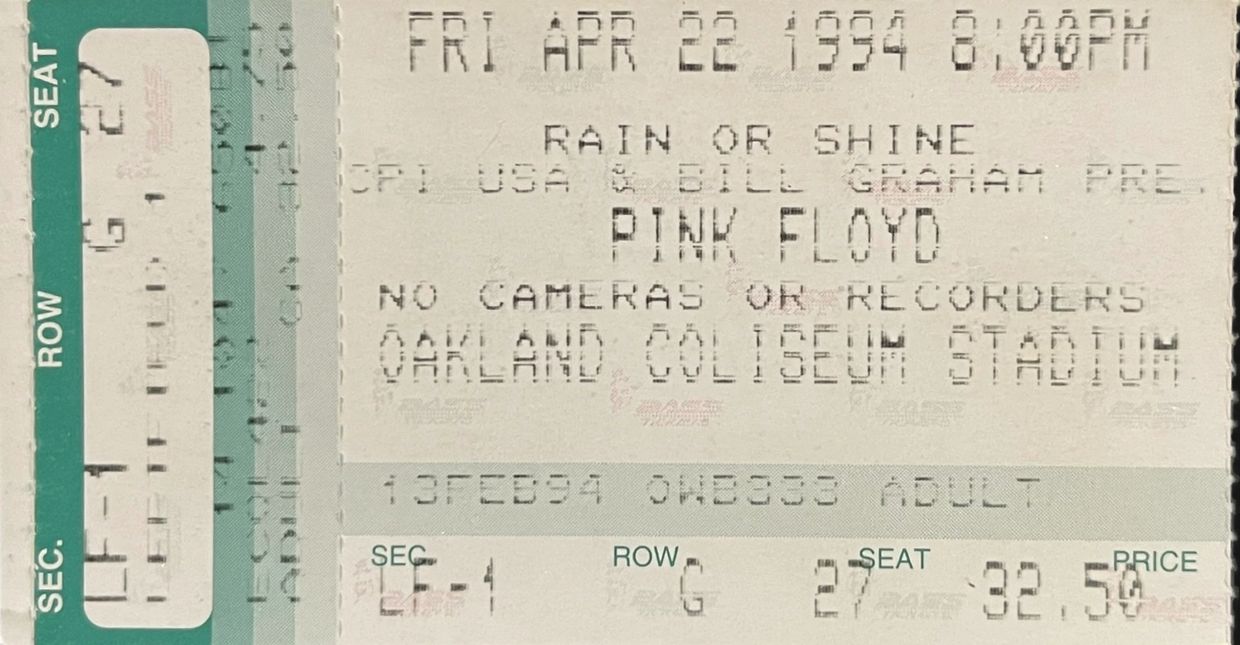 SEC. ROW SEAT
LF-1 G 27
FRI APR 22 1994 8:00PM
RAIN OR SHINE
CPI USA & BILL GRAHAM PRE.
PINK FLOYD
NO CAMERAS OR RECORDERS
OAKLAND COLISEUM STADIUM
13FEB94 OWB333 ADULT
SEC ROW SEAT PRICE
LF-1 G 27 32.50